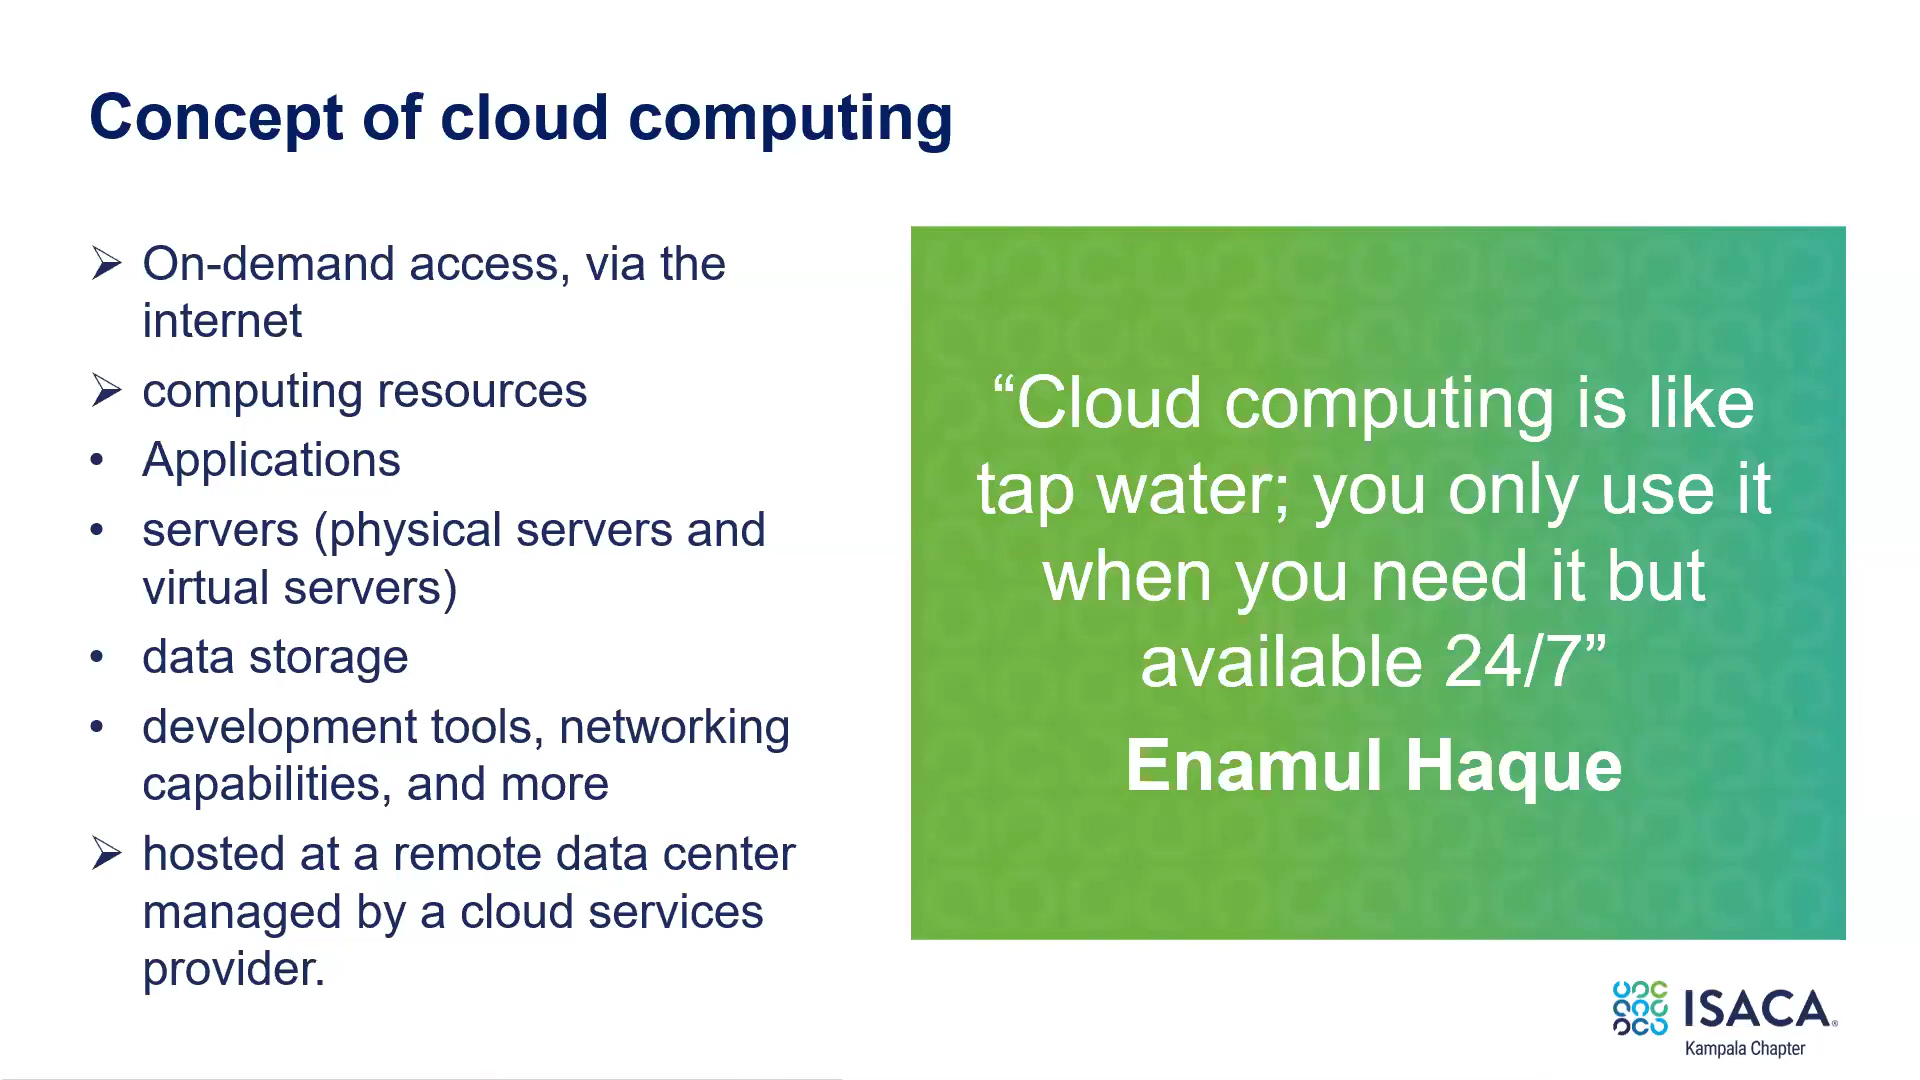 Concept of cloud computing
➢ On-demand access, via the
internet
➢ computing resources
• Applications
• servers (physical servers and
virtual servers)
• data storage
• development tools, networking
capabilities, and more
➢ hosted at a remote data center
managed by a cloud services
provider.
“Cloud computing is like
tap water; you only use it
when you need it but
available 24/7”
Enamul Haque
ISACA®
Kampala Chapter